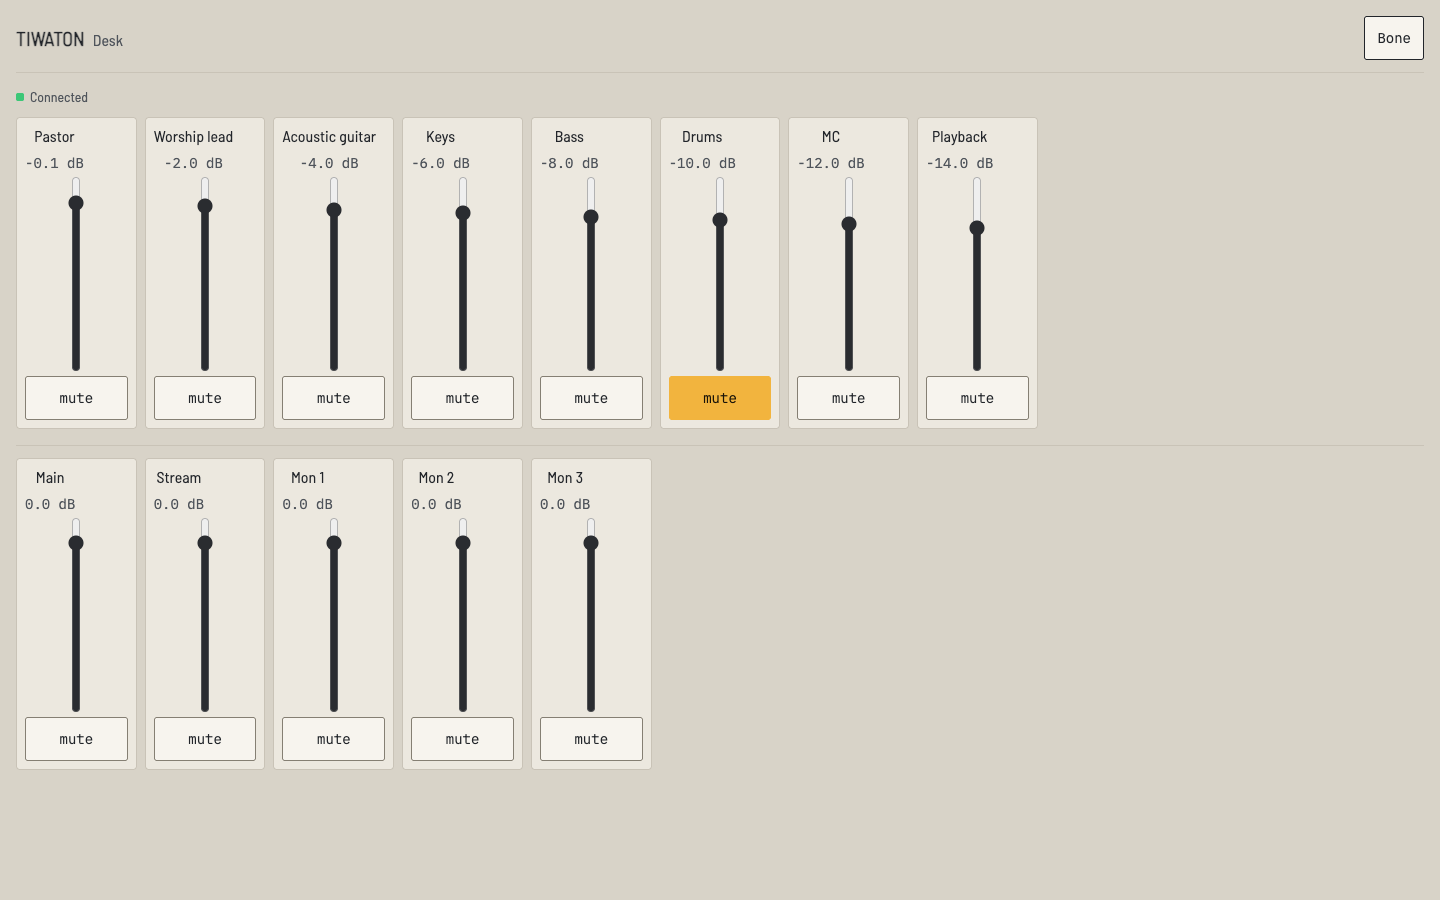 TIWATON Desk Bone
Connected
Pastor Worship lead Acoustic guitar Keys Bass Drums MC Playback
-0.1 dB -2.0 dB -4.0 dB -6.0 dB -8.0 dB -10.0 dB -12.0 dB -14.0 dB
mute mute mute mute mute mute mute mute
Main Stream Mon 1 Mon 2 Mon 3
0.0 dB 0.0 dB 0.0 dB 0.0 dB 0.0 dB
mute mute mute mute mute